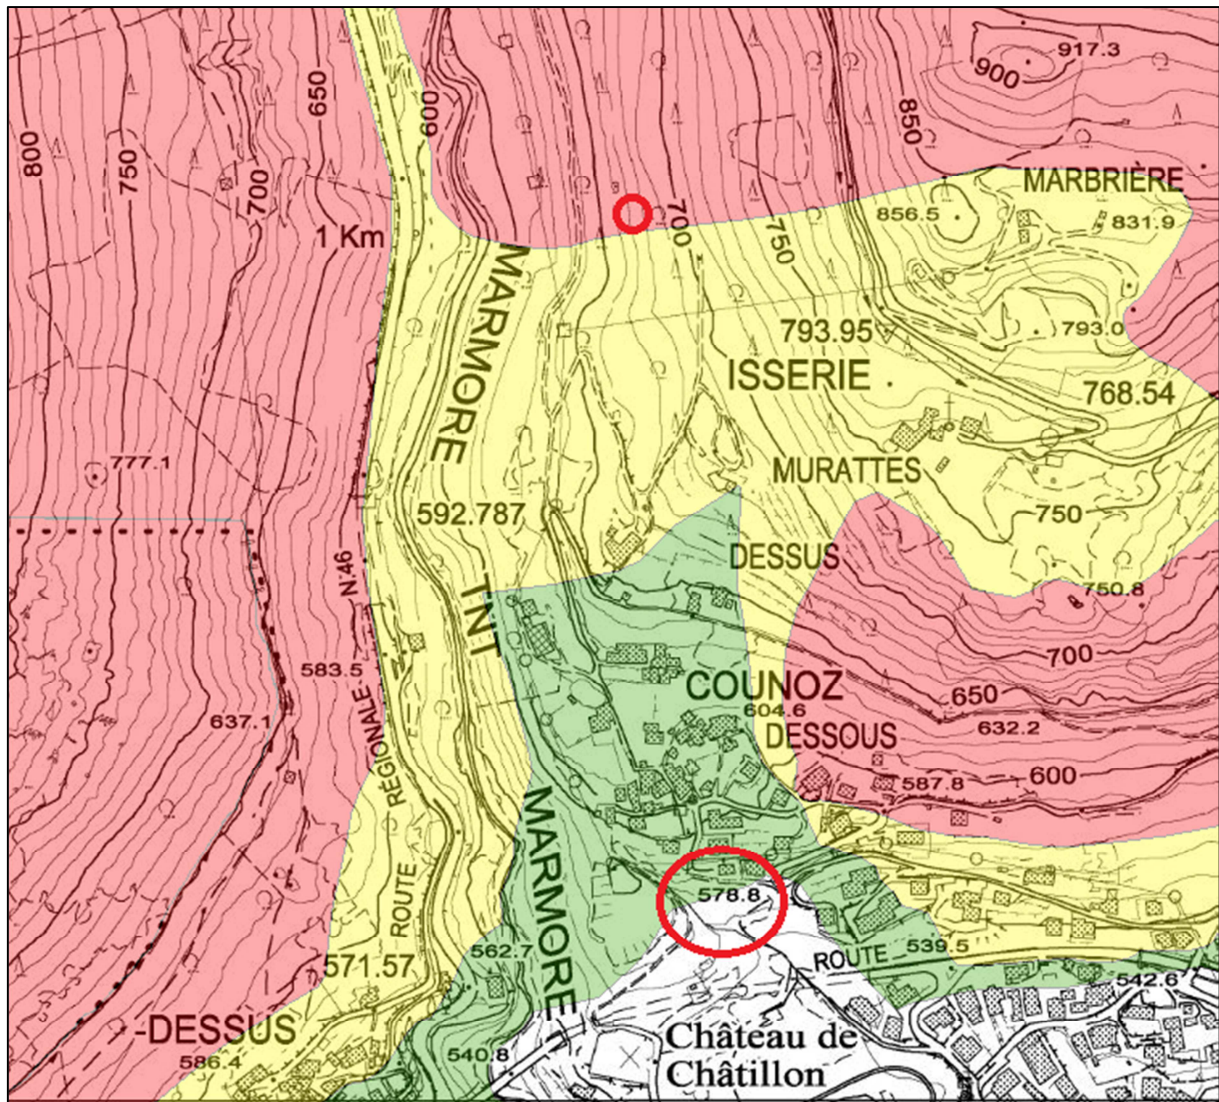 917.3
900
650
600
850
800
750
700
MARBRIÈRE
856.5
831.9
700
1 Km
750
MARMORE
793.95
793.0
ISSERIE
768.54
777.1
MURATTES
592.787
750
DESSUS
N.46
TNT
750.8
700
583.5
COUNOZ
650
604.6
637.1
632.2
DESSOUS
RÉGIONALE
600
587.8
MARMORE
578.8
ROUTE
539.5
562.7
ROUTE
571.57
542.6
-DESSUS
Château de
540.8
586.4
Châtillon